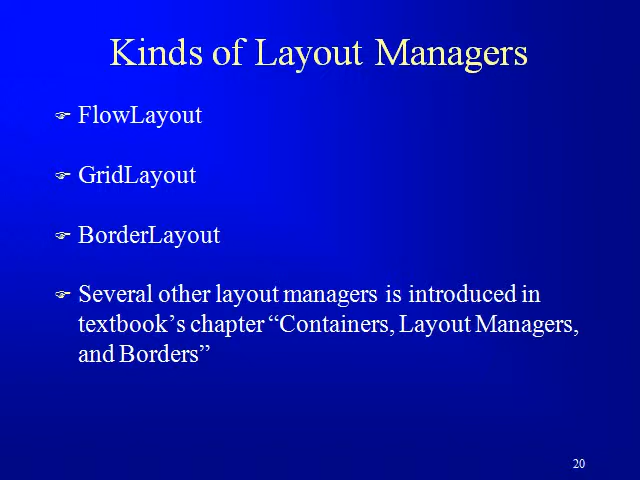 Kinds of Layout Managers
☞ FlowLayout
☞ GridLayout
☞ BorderLayout
☞ Several other layout managers is introduced in
textbook’s chapter “Containers, Layout Managers,
and Borders”
20